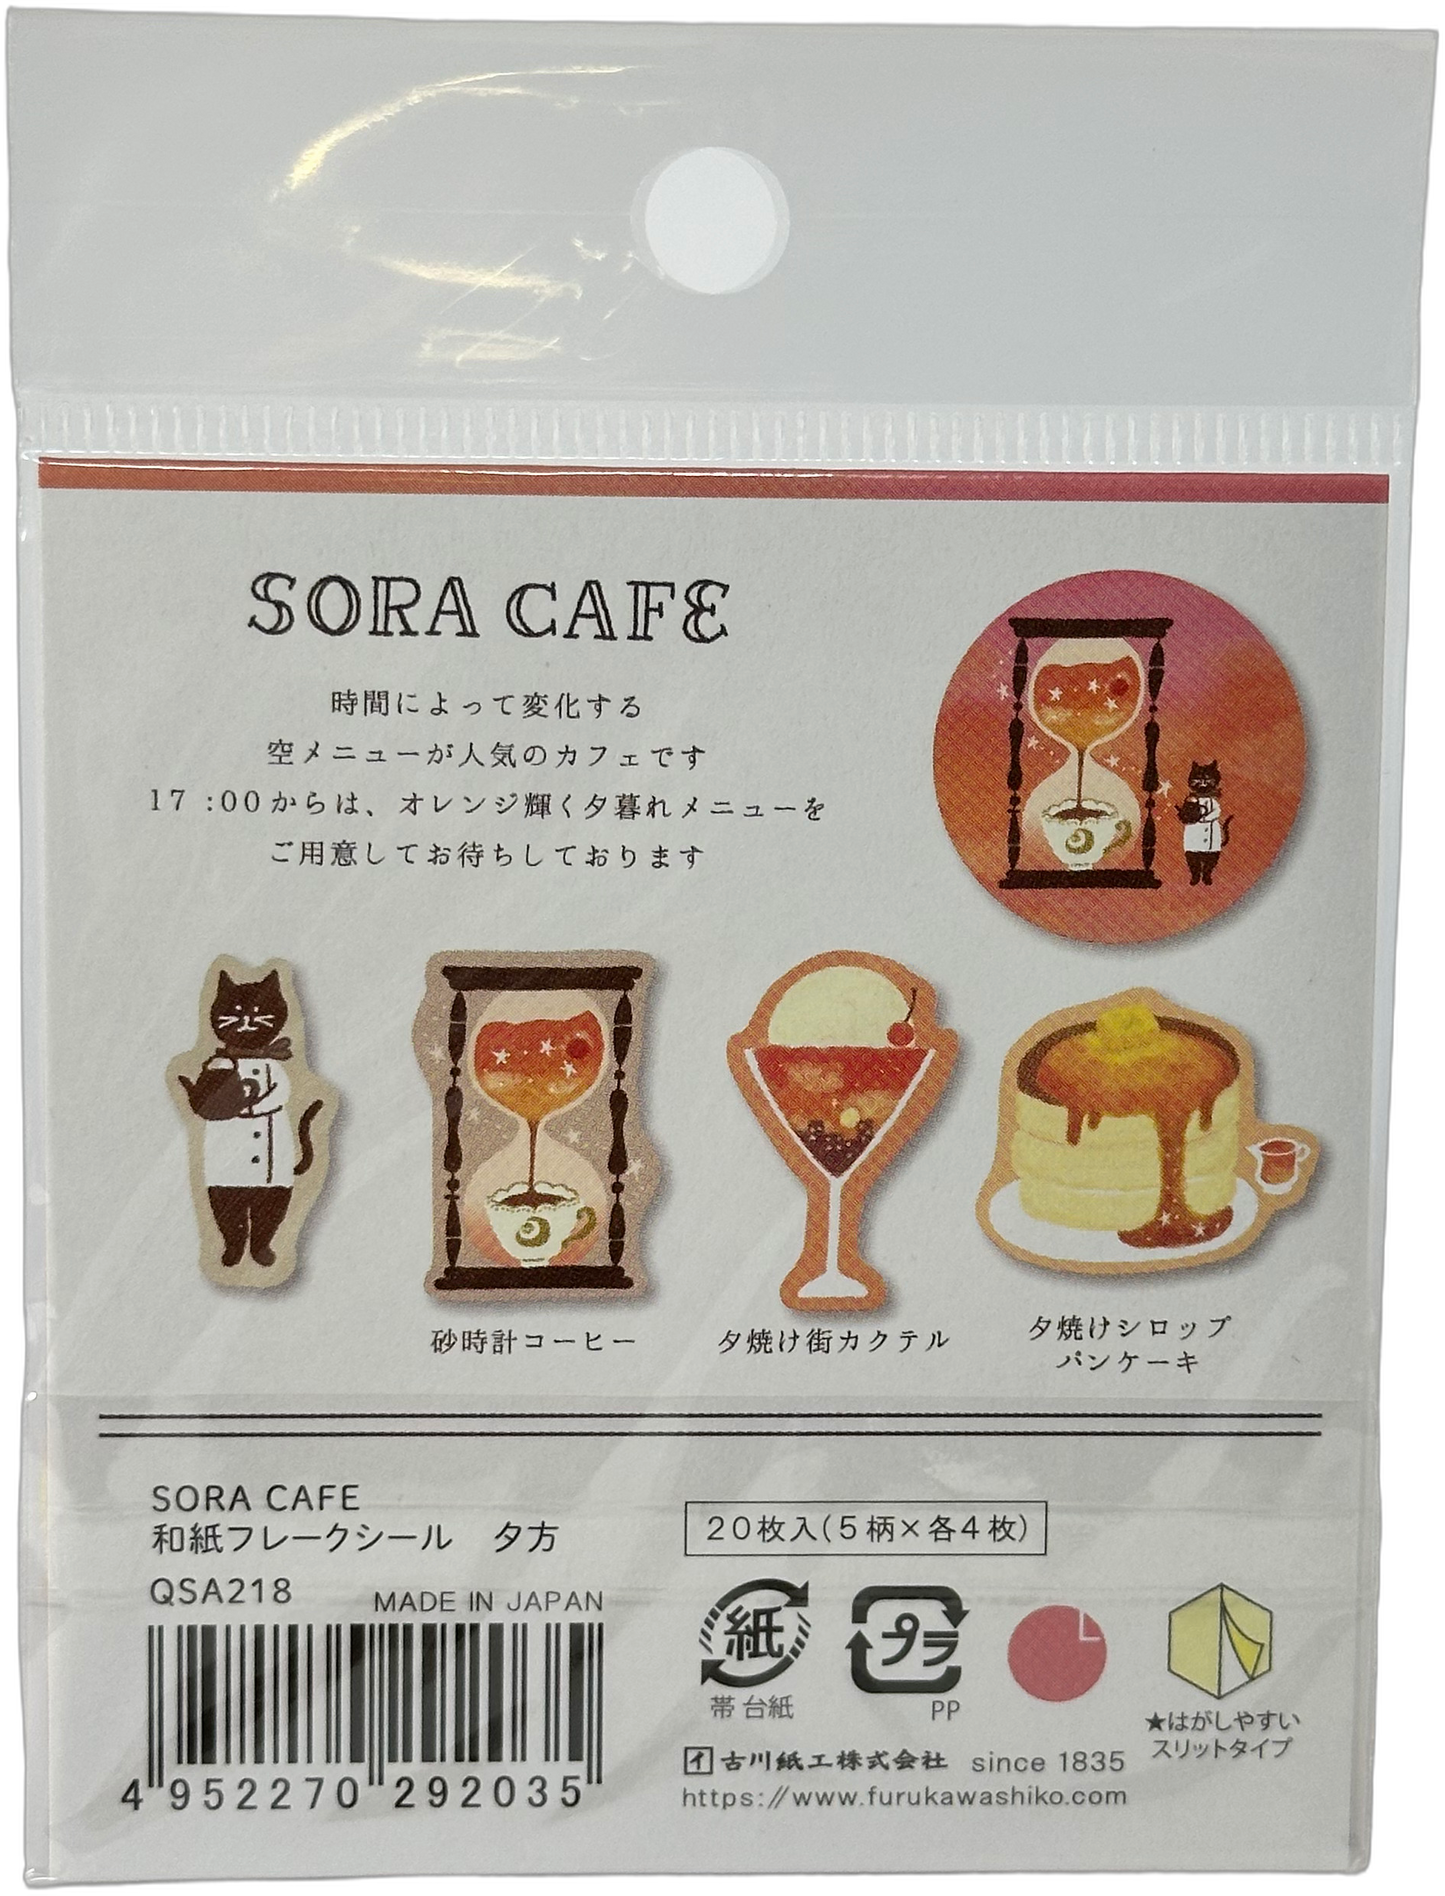 SORA CAFE
時間によって変化する
空メニューが人気のカフェです
17:00からは、オレンジ輝く夕暮れメニューを
ご用意してお待ちしております
砂時計コーヒー
夕焼け街カクテル
夕焼けシロップ
パンケーキ
SORA CAFE
和紙フレークシール 夕方
QSA218
MADE IN JAPAN
4 952270 292035
20枚入(5柄×各4枚)
紙
帯 台紙
プラ
PP
★はがしやすい
スリットタイプ
イ 古川紙工株式会社 since 1835
https://www.furukawashiko.com